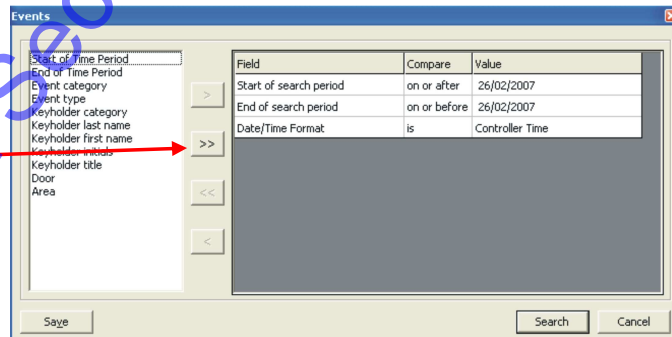 Events
Start of Time Period
End of Time Period
Event category
Event type
Keyholder category
Keyholder last name
Keyholder first name
Keyholder initials
Keyholder title
Door
Area
>
>>
<<
<
Field Compare Value
Start of search period on or after 26/02/2007
End of search period on or before 26/02/2007
Date/Time Format is Controller Time
Save Search Cancel